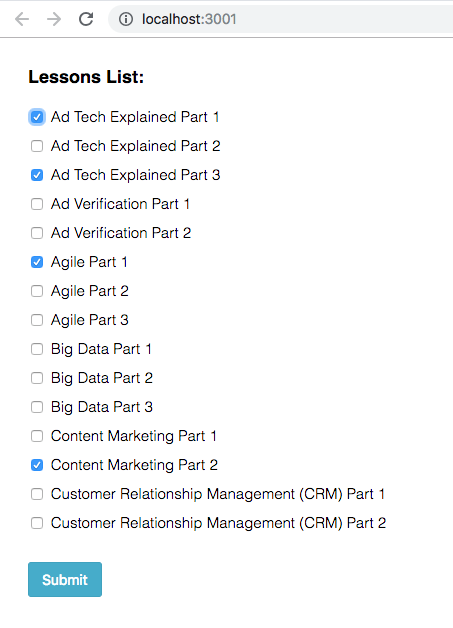 localhost:3001
Lessons List:
Ad Tech Explained Part 1
Ad Tech Explained Part 2
Ad Tech Explained Part 3
Ad Verification Part 1
Ad Verification Part 2
Agile Part 1
Agile Part 2
Agile Part 3
Big Data Part 1
Big Data Part 2
Big Data Part 3
Content Marketing Part 1
Content Marketing Part 2
Customer Relationship Management (CRM) Part 1
Customer Relationship Management (CRM) Part 2
Submit